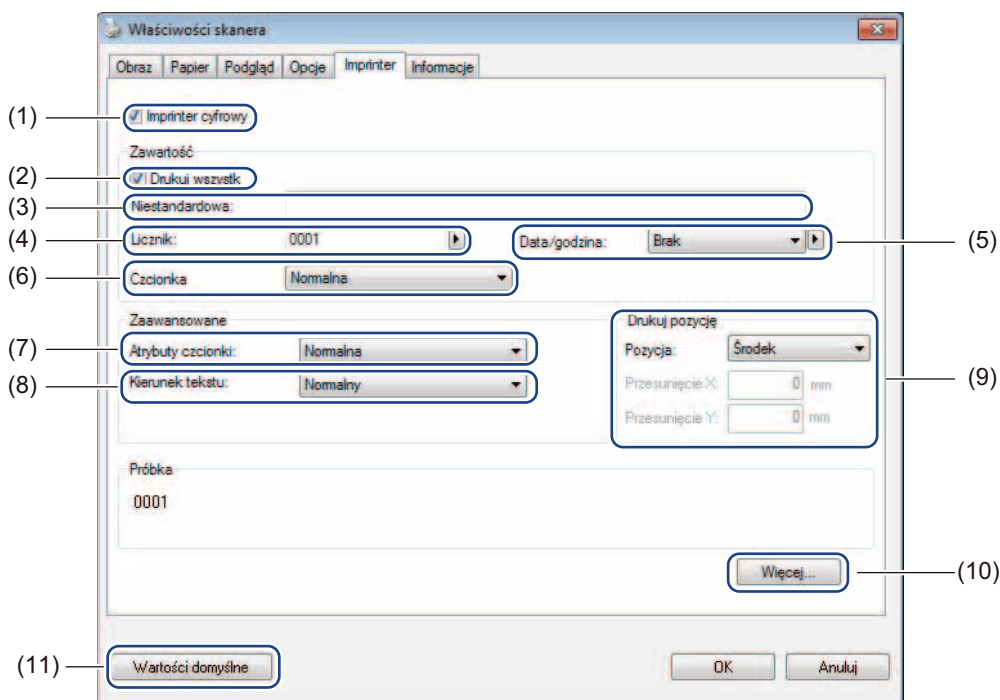 Właściwości skanera
Obraz Papier Podgląd Opcje Imprinter Informacje
(1) Imprinter cyfrowy
Zawartość
(2) Drukui wszystk
(3) Niestandardowa:
(4) Licznik: 0001 Data/godzina: Brak (5)
(6) Czcionka Normalna
Zaawansowane Drukuj pozycję
(7) Atrybuty czcionki: Normalna Pozycja: Środek
(8) Kierunek tekstu: Normalny Przesunięcie X: 0 mm (9)
Przesunięcie Y: 0 mm
Próbka
0001
Więcej... (10)
(11) Wartości domyślne OK Anuluj